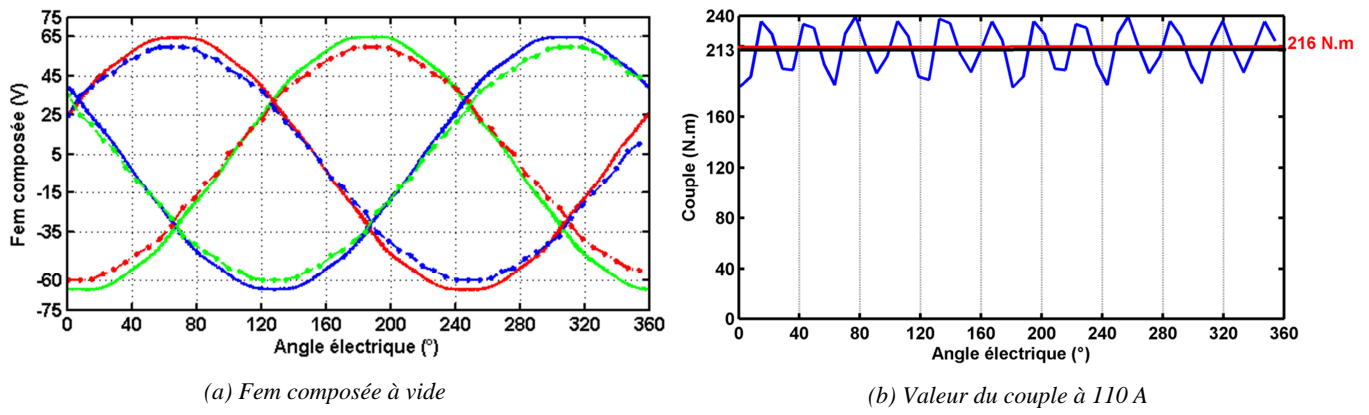 75
65
45
25
5
-15
-35
-60
-75
Fem composée (V)
0 40 80 120 160 200 240 280 320 360
Angle électrique (°)
(a) Fem composée à vide
240
213
160
120
80
40
0
Couple (N.m)
216 N.m
0 40 80 120 160 200 240 280 320 360
Angle électrique (°)
(b) Valeur du couple à 110 A